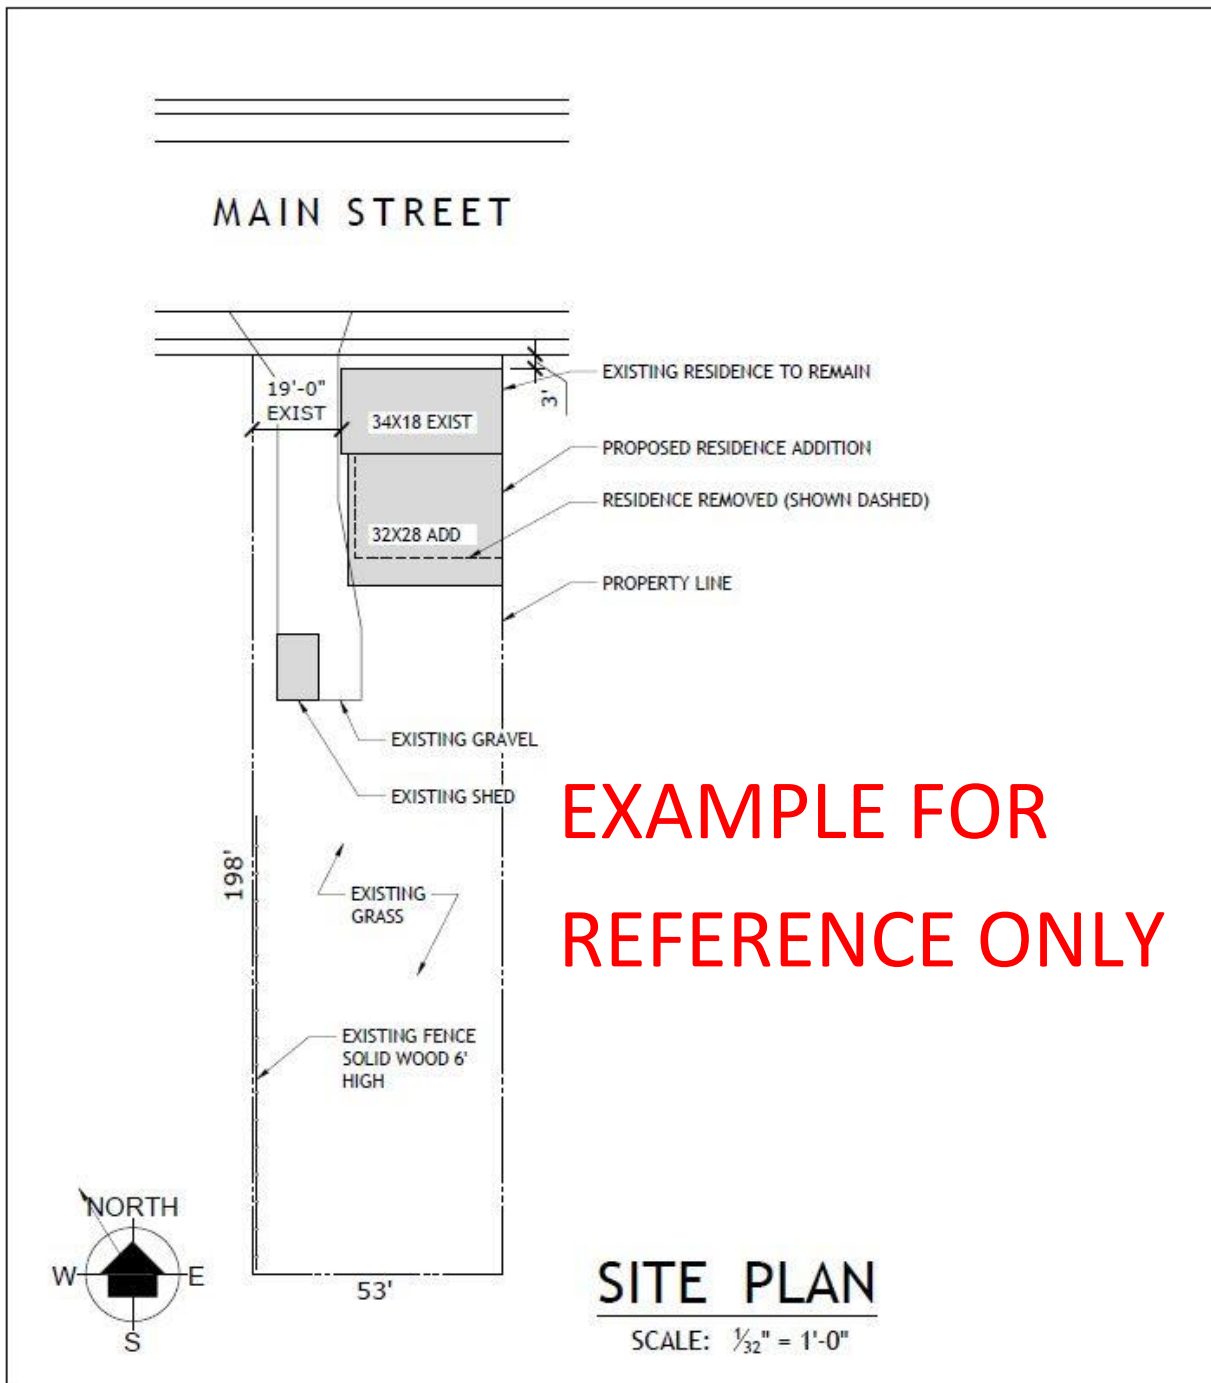 MAIN STREET
19'-0"
EXIST
3'
EXISTING RESIDENCE TO REMAIN
34X18 EXIST
PROPOSED RESIDENCE ADDITION
RESIDENCE REMOVED (SHOWN DASHED)
32X28 ADD
PROPERTY LINE
EXISTING GRAVEL
EXISTING SHED
EXAMPLE FOR
REFERENCE ONLY
198'
EXISTING
GRASS
EXISTING FENCE
SOLID WOOD 6'
HIGH
NORTH
W
E
S
53'
SITE PLAN
SCALE: 1/32" = 1'-0"